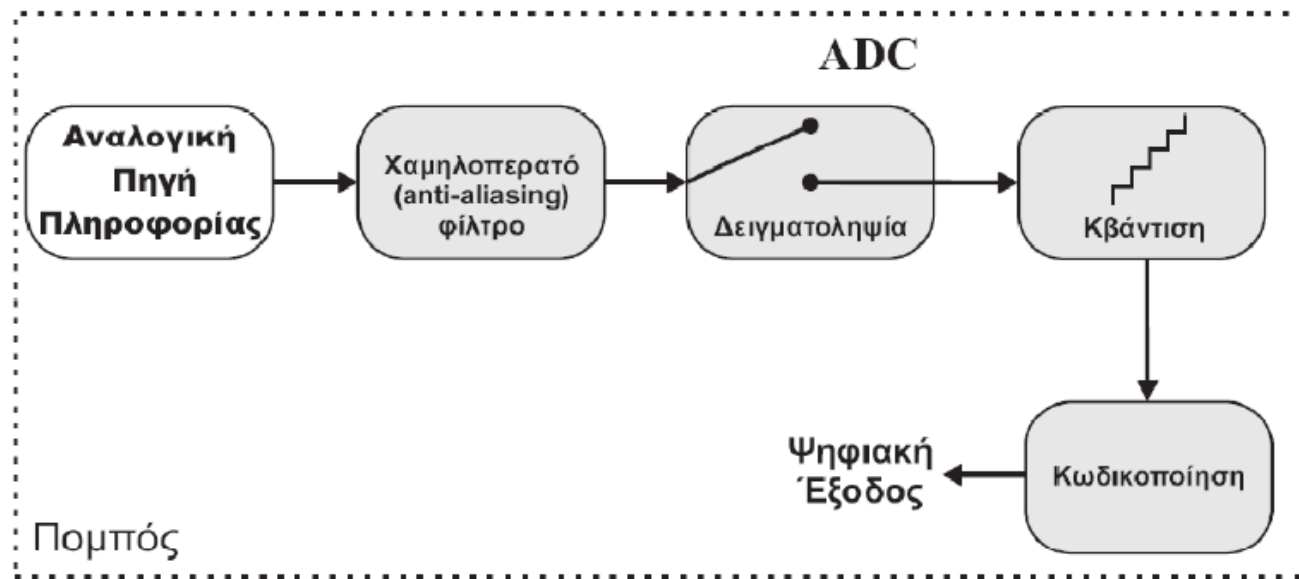 ADC
Αναλογική
Πηγή
Πληροφορίας
Χαμηλοπερατό
(anti-aliasing)
φίλτρο
Δειγματοληψία
Κβάντιση
Κωδικοποίηση
Ψηφιακή
Έξοδος
Πομπός